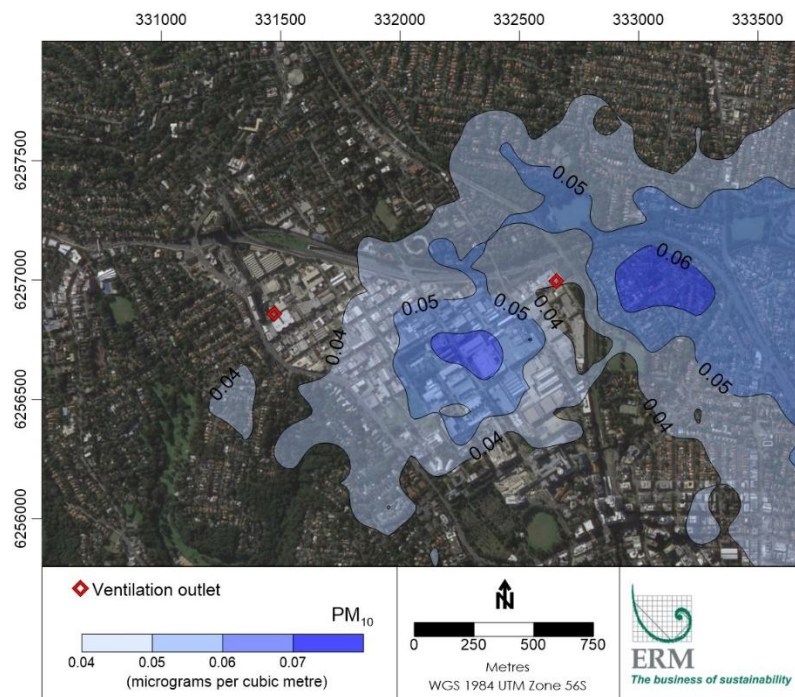 331000 331500 332000 332500 333000 333500
6257500
6257000
6256500
6256000
0.05
0.06
0.05
0.05
0.04
0.04
0.04
0.05
0.04
0.04
Ventilation outlet
PM10
0.04 0.05 0.06 0.07
(micrograms per cubic metre)
N
0 250 500 750
Metres
WGS 1984 UTM Zone 56S
ERM
The business of sustainability